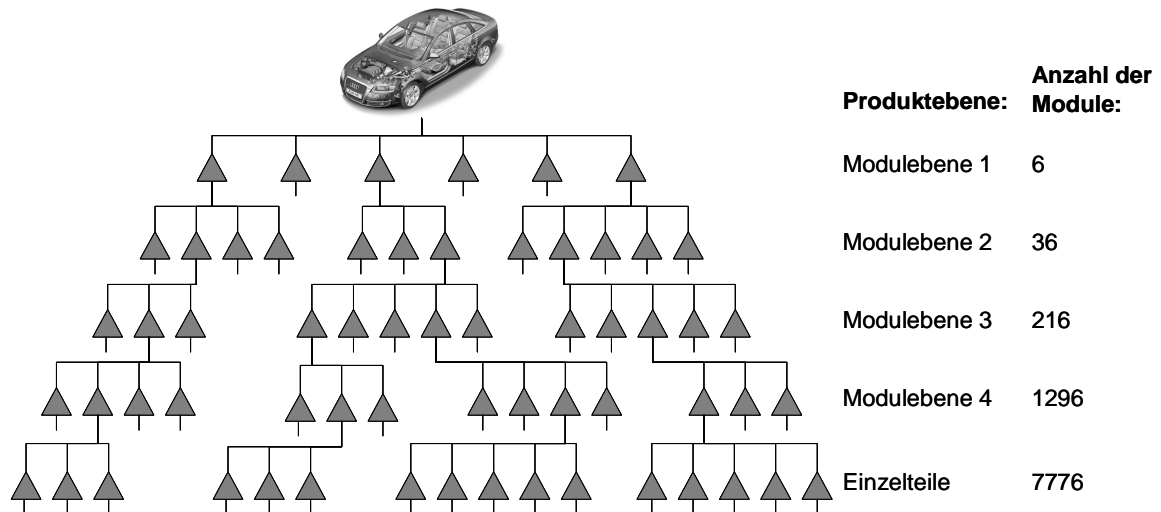 Produktebene:
Anzahl der
Module:
Modulebene 1 6
Modulebene 2 36
Modulebene 3 216
Modulebene 4 1296
Einzelteile 7776